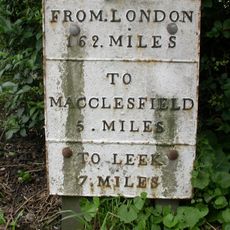 FROM.LONDON
162.MILES
TO
MACCLESFIELD
5.MILES
TO LEEK
7.MILES